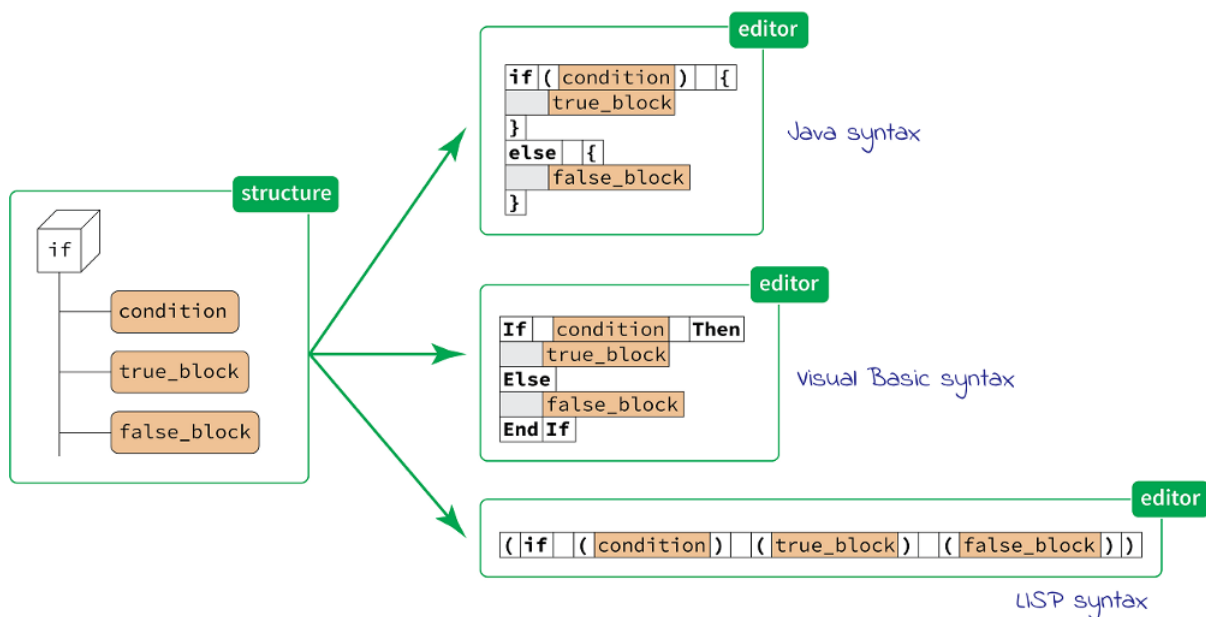 structure
if
condition
true_block
false_block
editor
if ( condition ) {
true_block
}
else {
false_block
}
Java syntax
editor
If condition Then
true_block
Else
false_block
End If
Visual Basic syntax
editor
( if ( condition ) ( true_block ) ( false_block ) )
LISP syntax